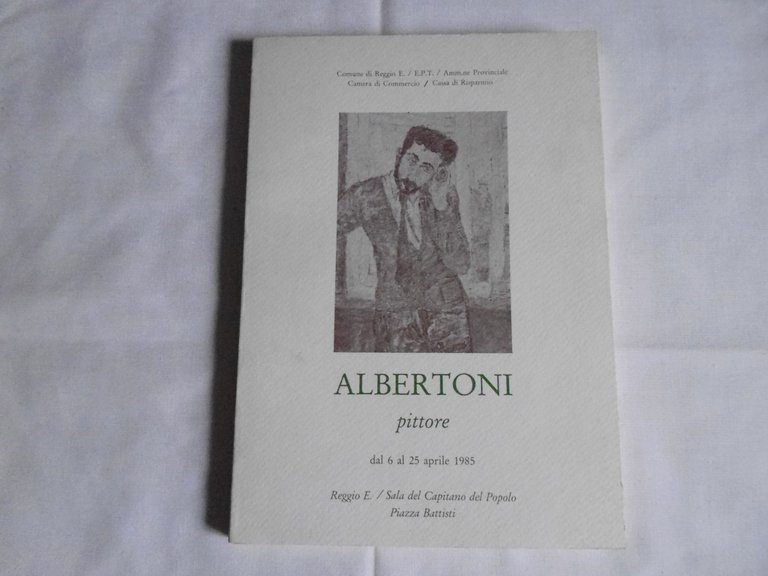 Comune di Reggio E. / E.P.T. / Amm.ne Provinciale
Camera di Commercio / Cassa di Risparmio
ALBERTONI
pittore
dal 6 al 25 aprile 1985
Reggio E. / Sala del Capitano del Popolo
Piazza Battisti